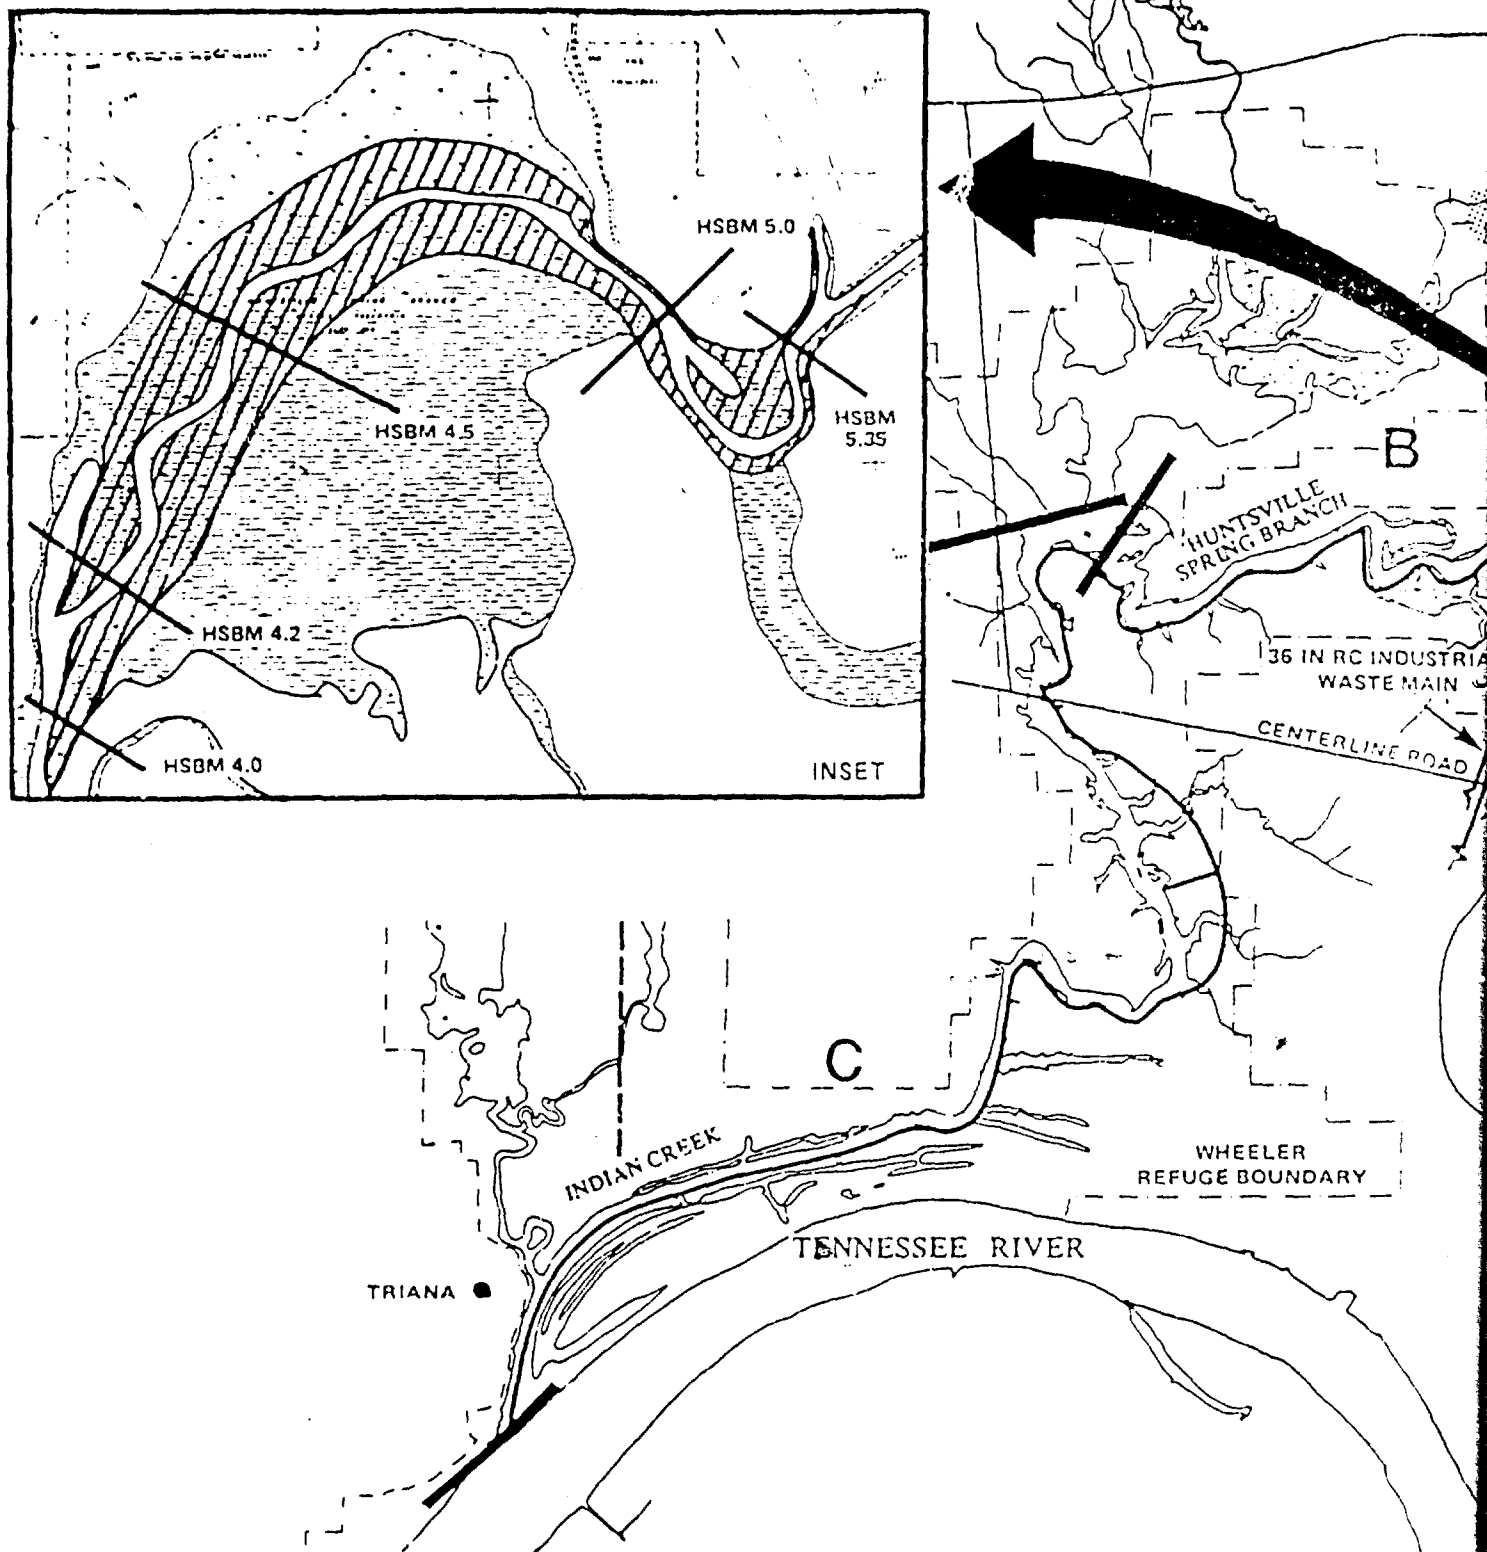 HSBM 5.0
HSBM
5.35
HSBM 4.5
HSBM 4.2
HSBM 4.0
INSET
B
HUNTSVILLE
SPRING BRANCH
36 IN RC INDUSTRIA
WASTE MAIN
CENTERLINE ROAD
C
INDIAN CREEK
WHEELER
REFUGE BOUNDARY
TENNESSEE RIVER
TRIANA